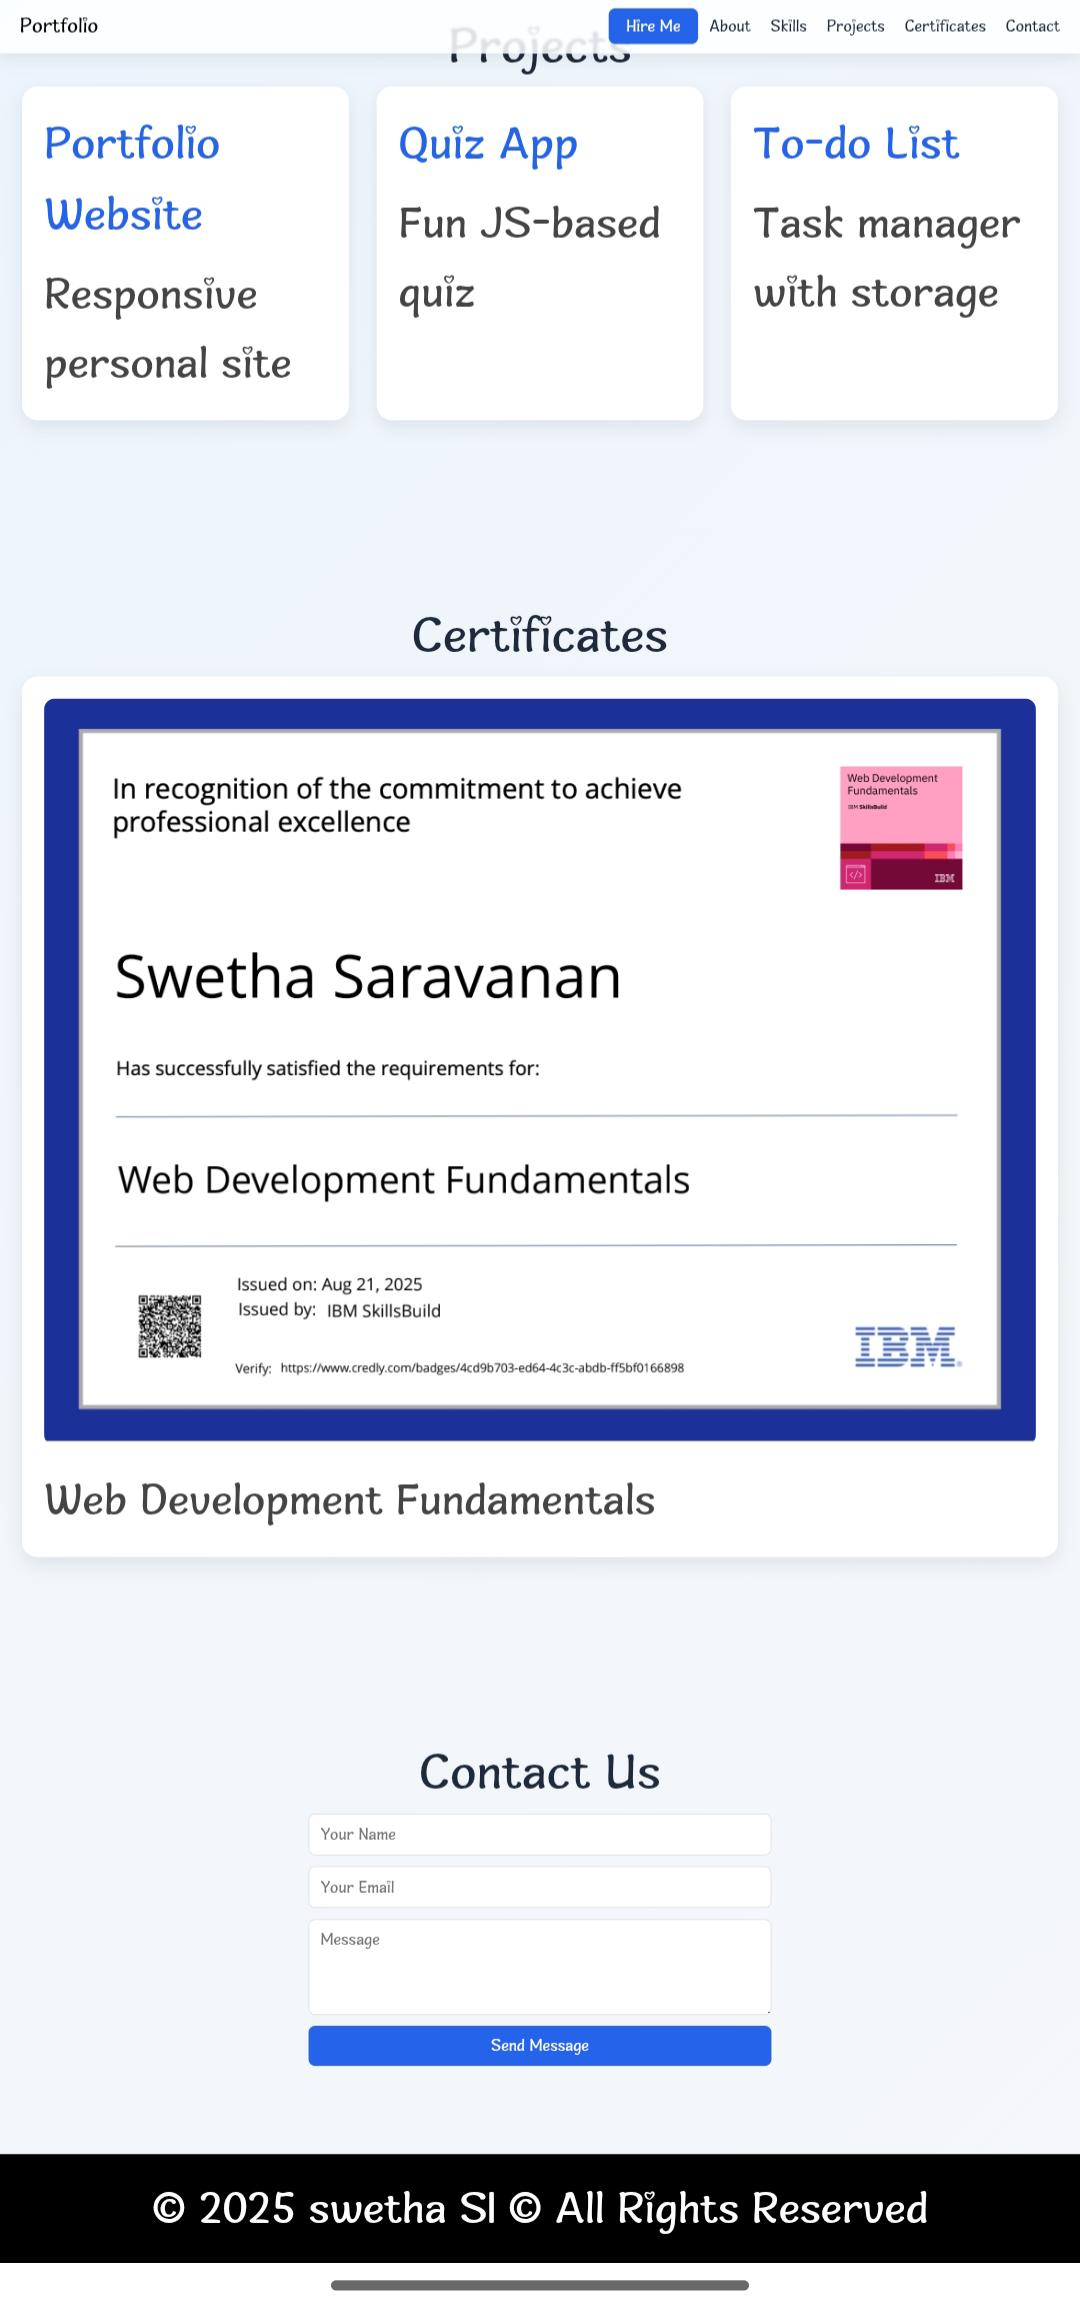 Portfolio
Hire Me About Skills Projects Certificates Contact
Projects
Portfolio
Website
Responsive
personal site
Quiz App
Fun JS-based
quiz
To-do List
Task manager
with storage
Certificates
In recognition of the commitment to achieve
professional excellence
Web Development
Fundamentals
IBM SkillsBuild
</>
IBM
Swetha Saravanan
Has successfully satisfied the requirements for:
Web Development Fundamentals
Issued on: Aug 21, 2025
Issued by: IBM SkillsBuild
Verify: https://www.credly.com/badges/4cd9b703-ed64-4c3c-abdb-ff5bf0166898
IBM®
Web Development Fundamentals
Contact Us
Your Name
Your Email
Message
Send Message
© 2025 swetha Sl © All Rights Reserved